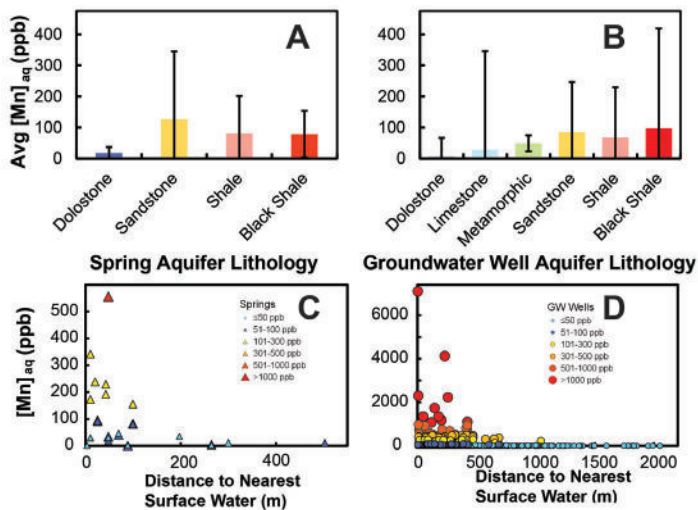 A
B
Avg [Mn]aq (ppb)
400
300
200
100
0
400
300
200
100
0
Dolostone
Sandstone
Shale
Black Shale
Dolostone
Limestone
Metamorphic
Sandstone
Shale
Black Shale
Spring Aquifer Lithology
Groundwater Well Aquifer Lithology
C
D
[Mn]aq (ppb)
500
400
300
200
100
0
Springs
≤50 ppb
51-100 ppb
101-300 ppb
301-500 ppb
501-1000 ppb
>1000 ppb
6000
4000
2000
0
GW Wells
≤50 ppb
51-100 ppb
101-300 ppb
301-500 ppb
501-1000 ppb
>1000 ppb
0 200 400
0 500 1000 1500 2000
Distance to Nearest
Surface Water (m)
Distance to Nearest
Surface Water (m)